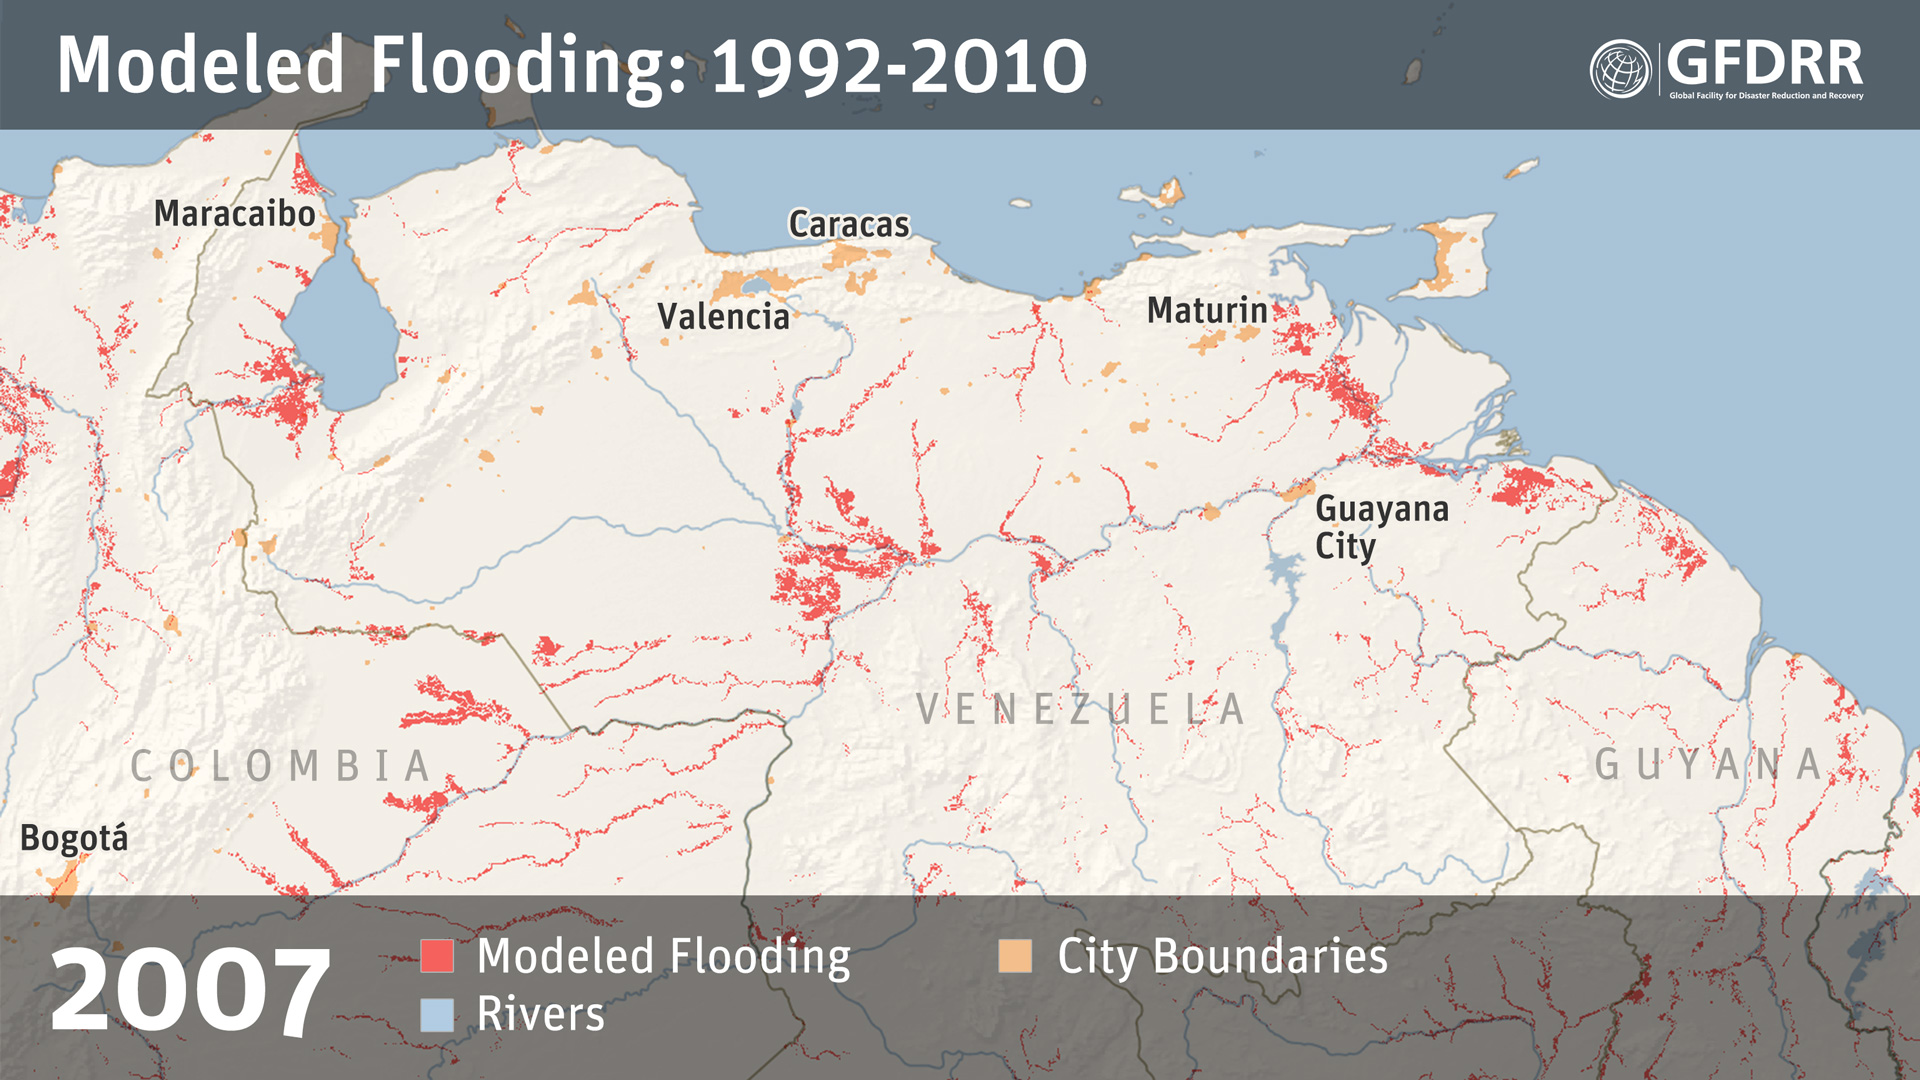 Modeled Flooding: 1992-2010
GFDRR
Global Facility for Disaster Reduction and Recovery
Maracaibo
Caracas
Valencia
Maturin
Guayana
City
VENEZUELA
COLOMBIA
GUYANA
Bogotá
2007
Modeled Flooding
City Boundaries
Rivers